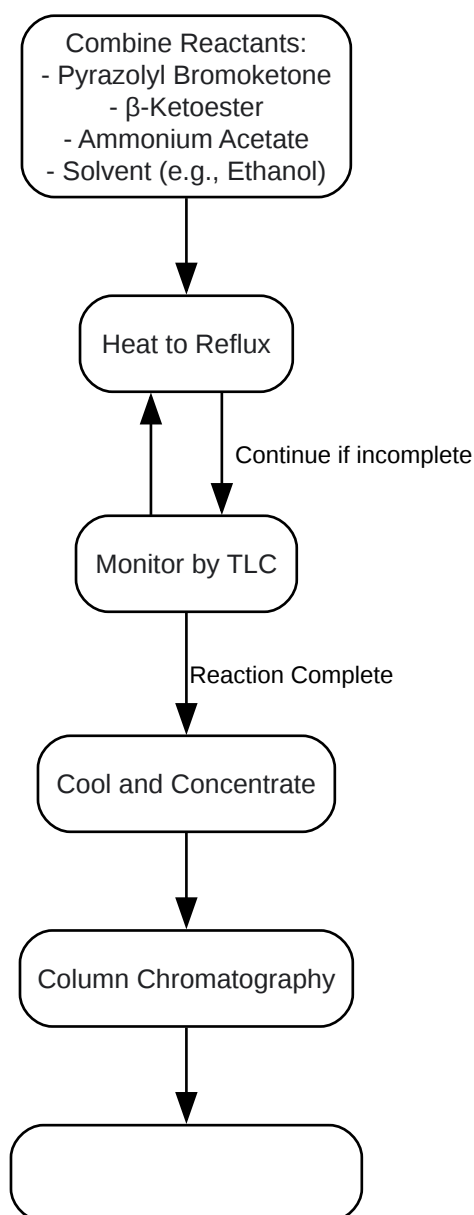 Combine Reactants:
- Pyrazolyl Bromoketone
- β-Ketoester
- Ammonium Acetate
- Solvent (e.g., Ethanol)
Heat to Reflux
Continue if incomplete
Monitor by TLC
Reaction Complete
Cool and Concentrate
Column Chromatography